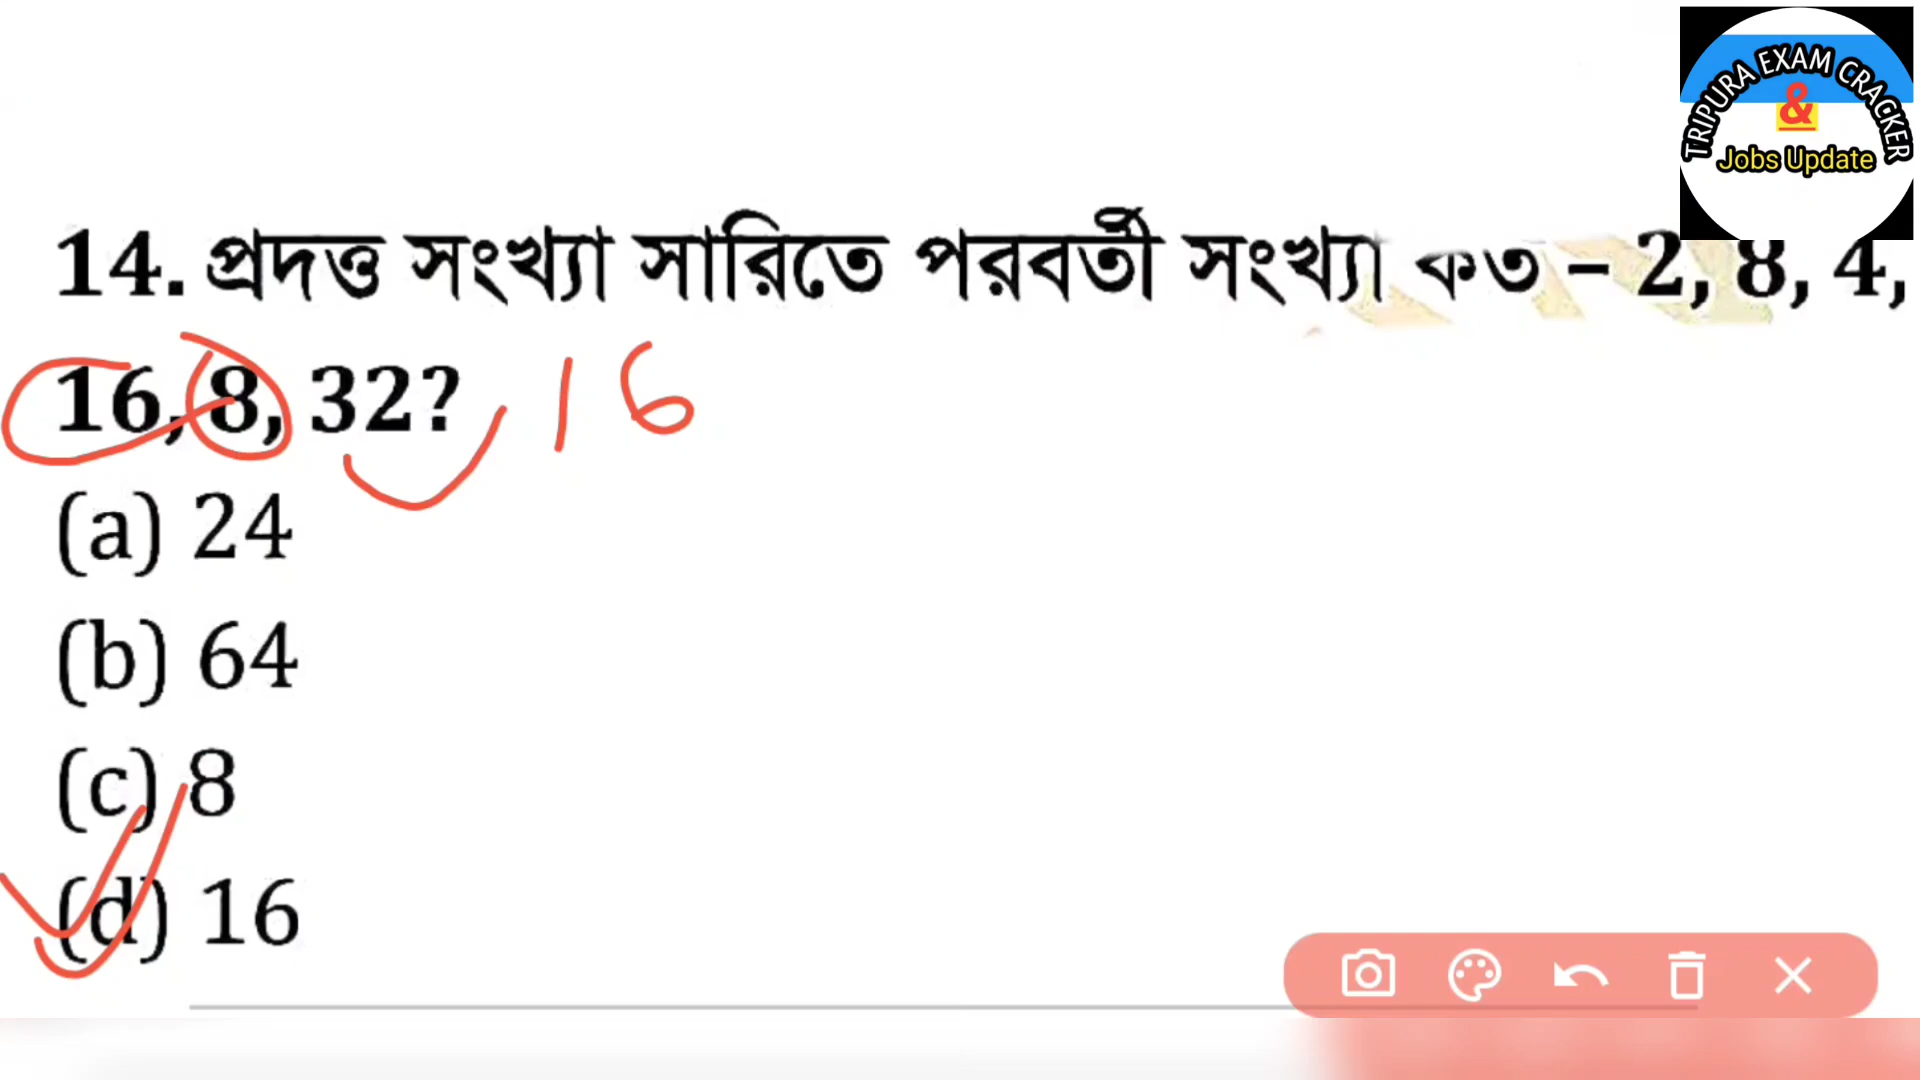 TRIPURA EXAM CRACKER
&
Jobs Update
14. প্রদত্ত সংখ্যা সারিতে পরবর্তী সংখ্যা কত – 2, 8, 4,
16, 8, 32? 16
(a) 24
(b) 64
(c) 8
(d) 16